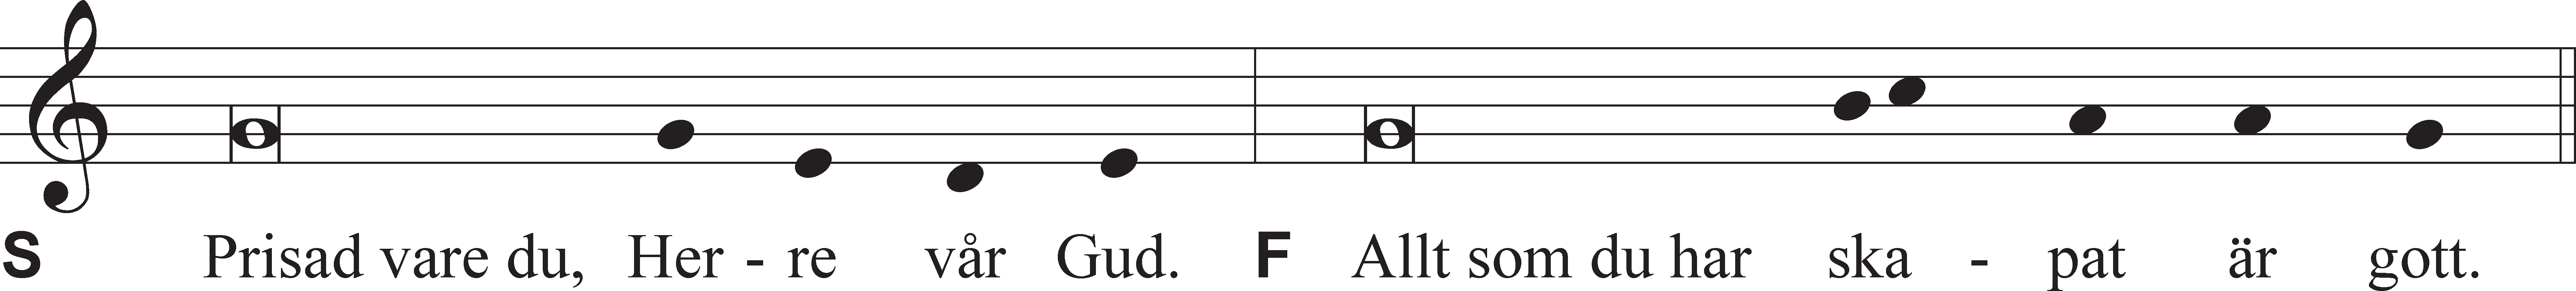 S Prisad vare du, Her - re vår Gud. F Allt som du har ska - pat är gott.